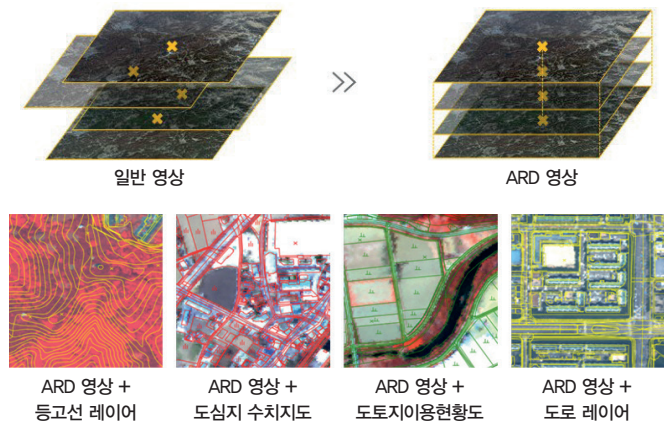 일반 영상
ARD 영상
ARD 영상 +
등고선 레이어
ARD 영상 +
도심지 수치지도
ARD 영상 +
도토지이용현황도
ARD 영상 +
도로 레이어